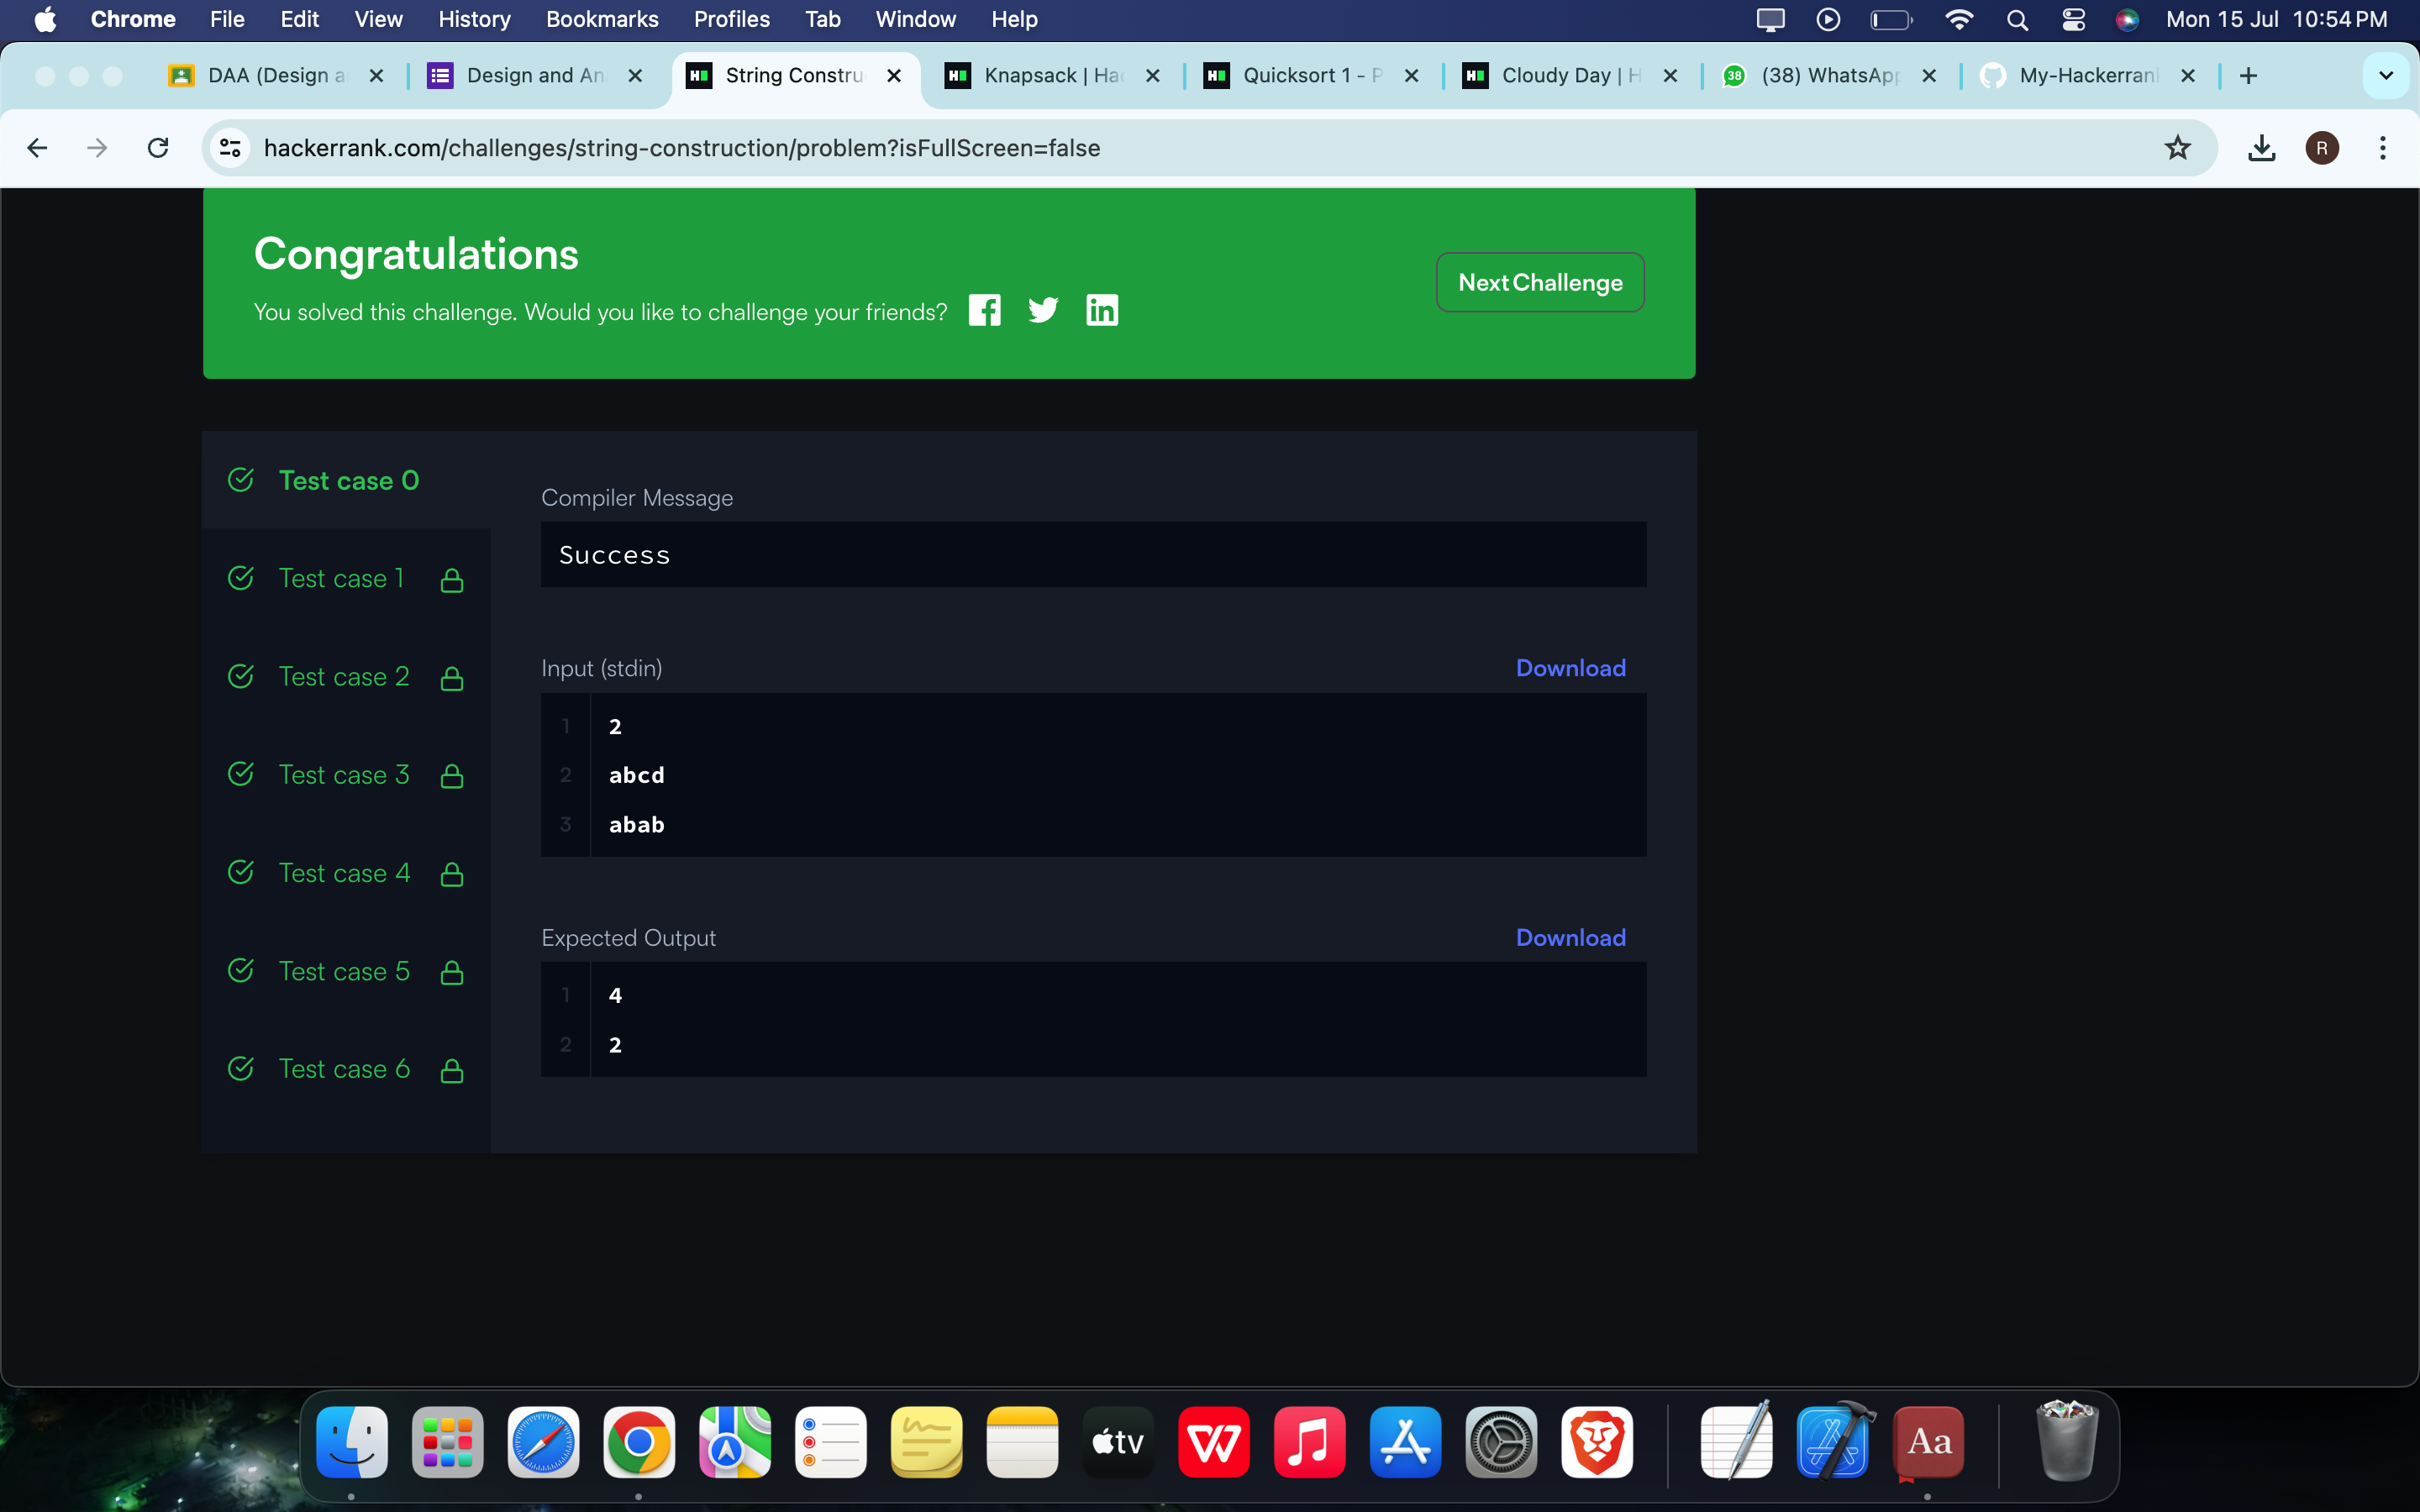 Chrome File Edit View History Bookmarks Profiles Tab Window Help Mon 15 Jul 10:54 PM
DAA (Design a Design and An String Constru Knapsack | Hac Quicksort 1 - P Cloudy Day | H 38 (38) WhatsApp My-Hackerran
hackerrank.com/challenges/string-construction/problem?isFullScreen=false R
Congratulations
You solved this challenge. Would you like to challenge your friends?
Next Challenge
Test case 0
Test case 1
Test case 2
Test case 3
Test case 4
Test case 5
Test case 6
Compiler Message
Success
Input (stdin) Download
1 2
2 abcd
3 abab
Expected Output Download
1 4
2 2
tv Aa